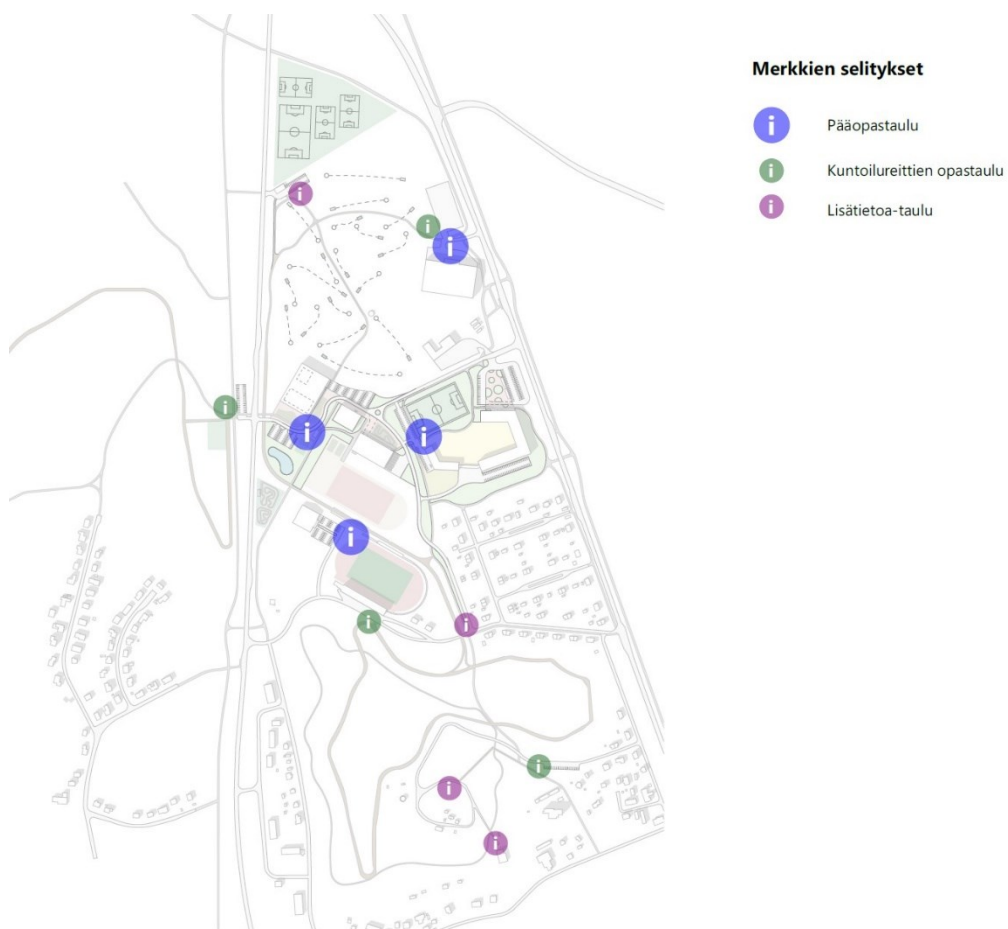 Merkkien selitykset
Pääopastaulu
Kuntoilureittien opastaulu
Lisätietoa-taulu